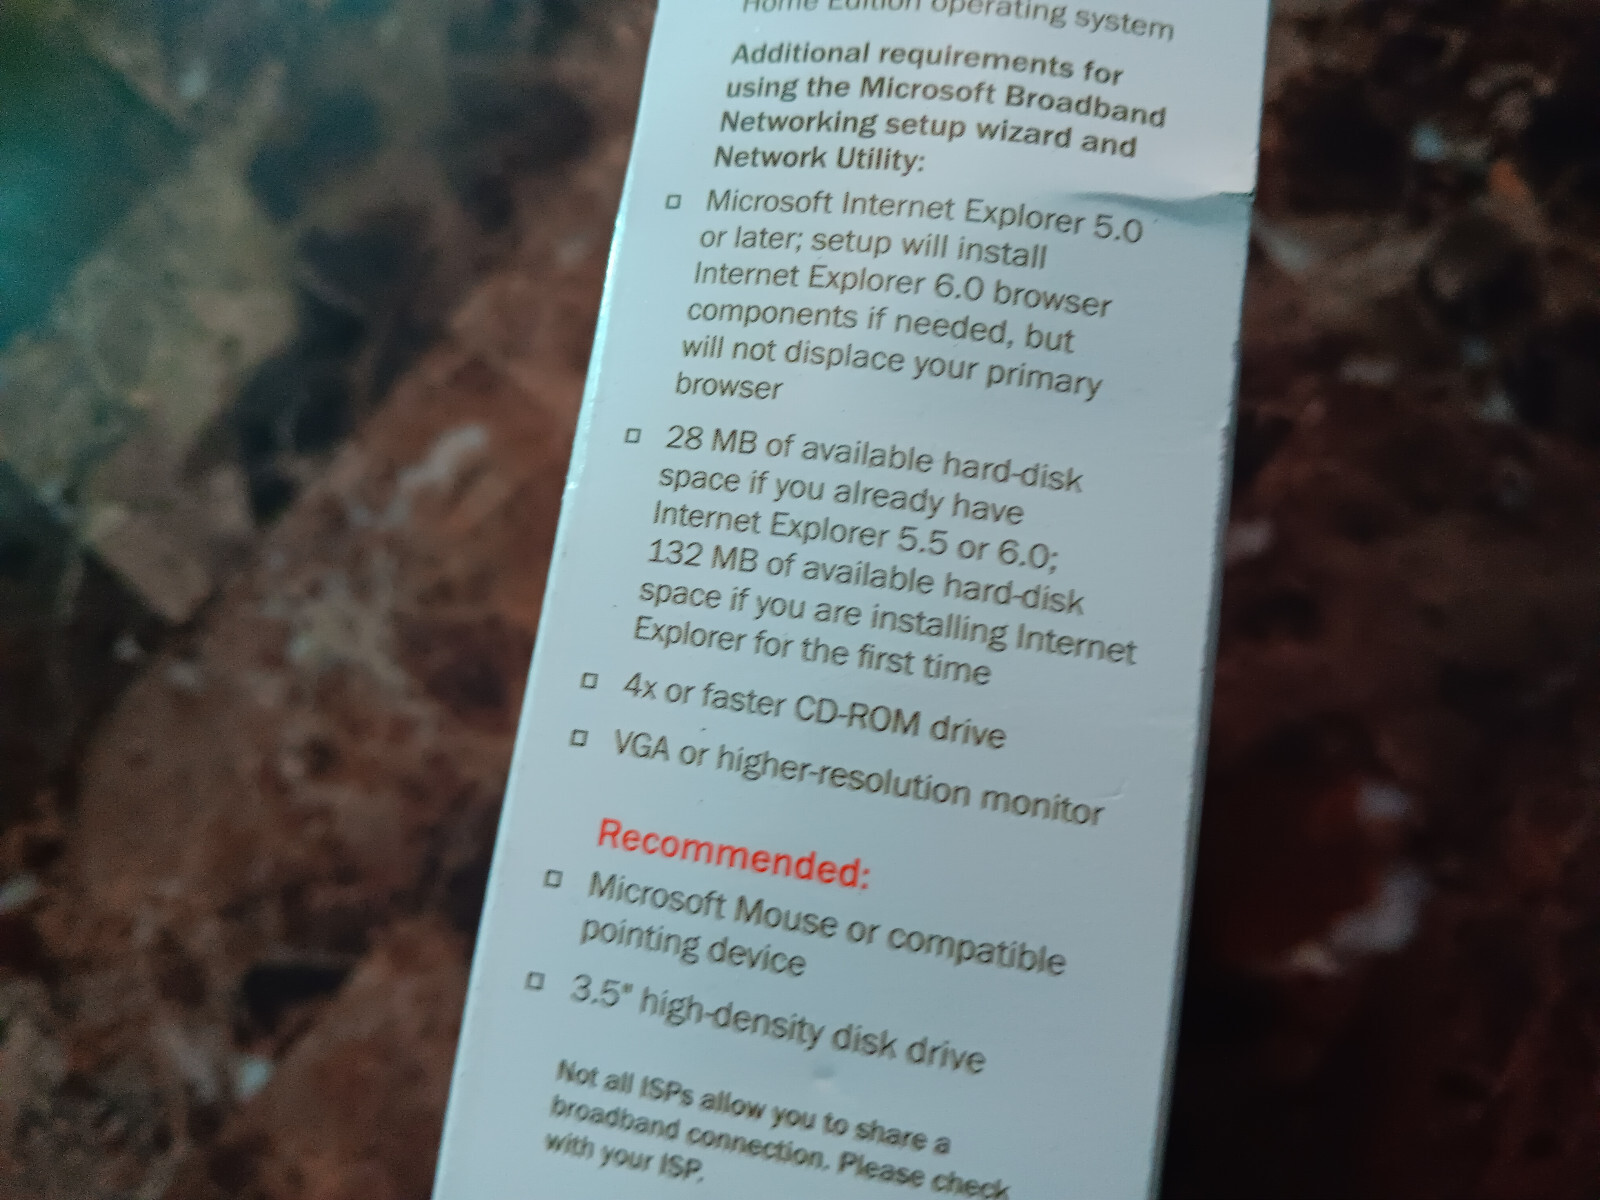 Home Edition operating system
Additional requirements for
using the Microsoft Broadband
Networking setup wizard and
Network Utility:
Microsoft Internet Explorer 5.0
or later; setup will install
Internet Explorer 6.0 browser
components if needed, but
will not displace your primary
browser
28 MB of available hard-disk
space if you already have
Internet Explorer 5.5 or 6.0;
132 MB of available hard-disk
space if you are installing Internet
Explorer for the first time
4x or faster CD-ROM drive
VGA or higher-resolution monitor
Recommended:
Microsoft Mouse or compatible
pointing device
3.5" high-density disk drive
Not all ISPs allow you to share a
broadband connection. Please check
with your ISP.